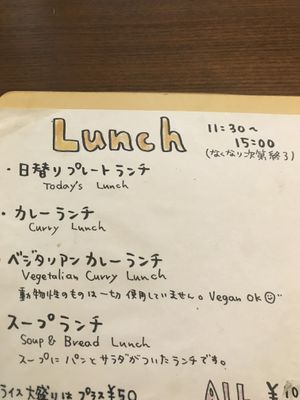 Lunch
11:30〜
15:00
(なくなり次第終了)
・日替りプレートランチ
Today's Lunch
・カレーランチ
Curry Lunch
・ベジタリアンカレーランチ
Vegetalian Curry Lunch
動物性のものは一切使用していません。Vegan OK
スープランチ
Soup & Bread Lunch
スープにパンとサラダがついたランチです。
ライス大盛りはプラス¥50
ALL ¥10